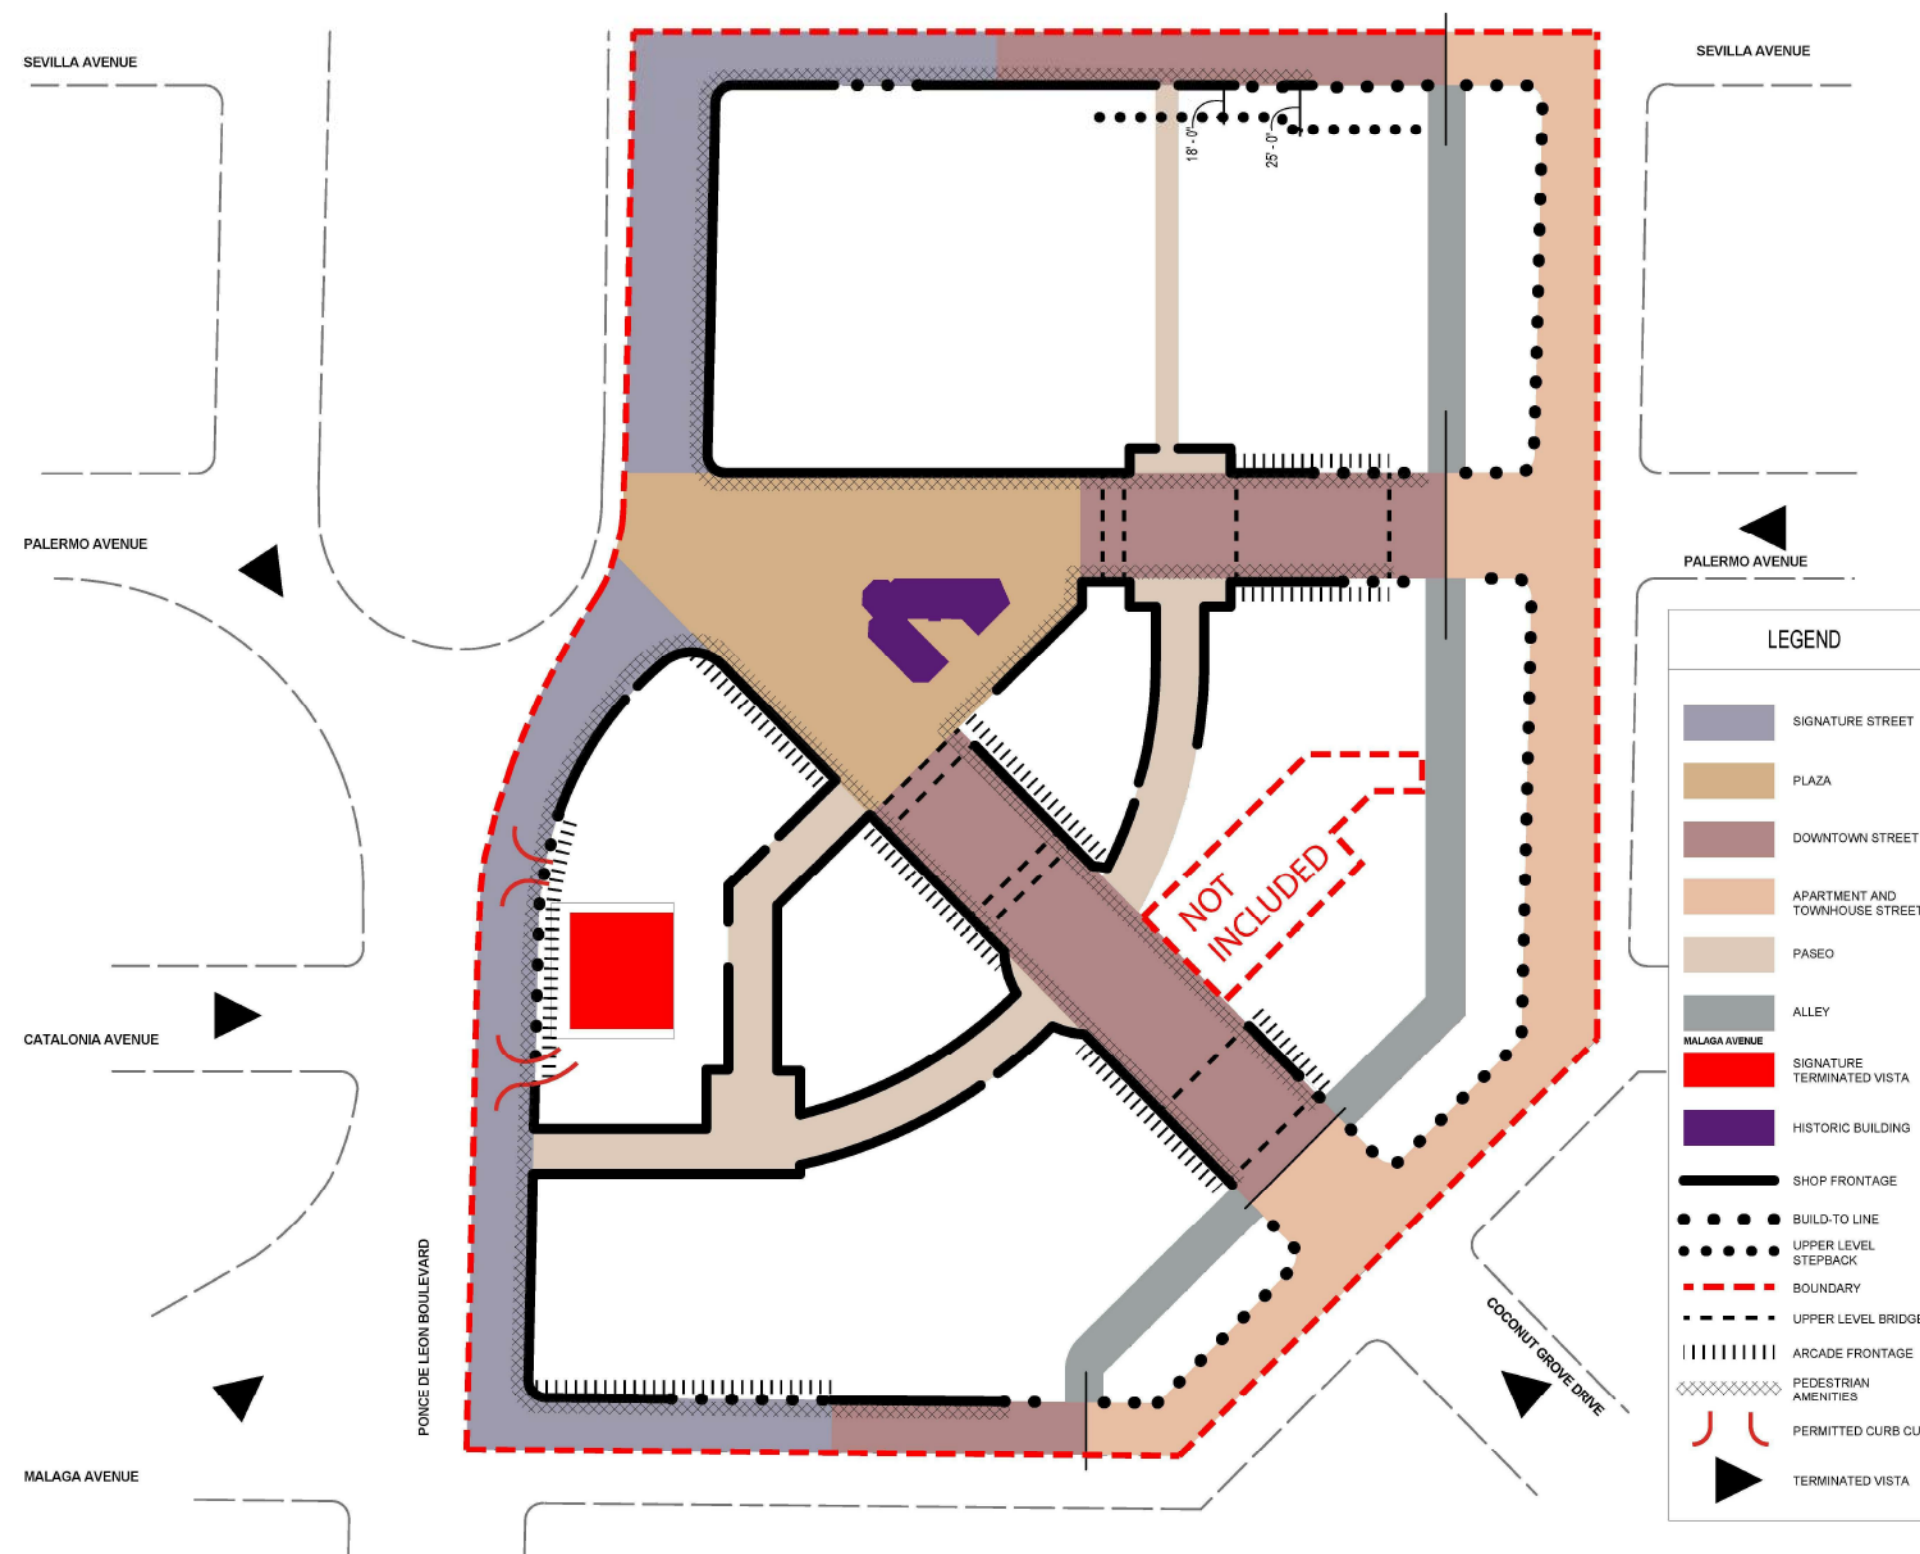 SEVILLA AVENUE
SEVILLA AVENUE
18' - 0"
25' - 0"
PALERMO AVENUE
PALERMO AVENUE
NOT
INCLUDED
CATALONIA AVENUE
PONCE DE LEON BOULEVARD
COCONUT GROVE DRIVE
MALAGA AVENUE
LEGEND
SIGNATURE STREET
PLAZA
DOWNTOWN STREET
APARTMENT AND
TOWNHOUSE STREET
PASEO
ALLEY
MALAGA AVENUE
SIGNATURE
TERMINATED VISTA
HISTORIC BUILDING
SHOP FRONTAGE
BUILD-TO LINE
UPPER LEVEL
STEPBACK
BOUNDARY
UPPER LEVEL BRIDGE
ARCADE FRONTAGE
PEDESTRIAN
AMENITIES
PERMITTED CURB CU
TERMINATED VISTA